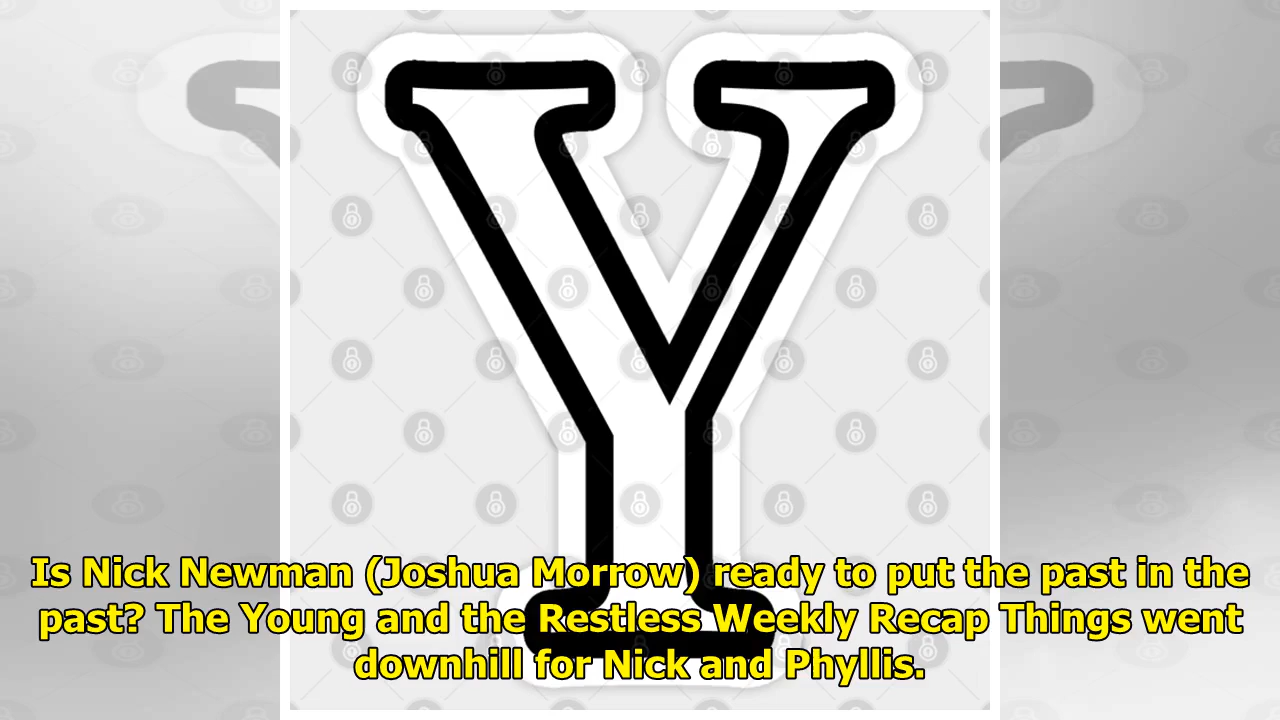 Y
Is Nick Newman (Joshua Morrow) ready to put the past in the
past? The Young and the Restless Weekly Recap Things went
downhill for Nick and Phyllis.